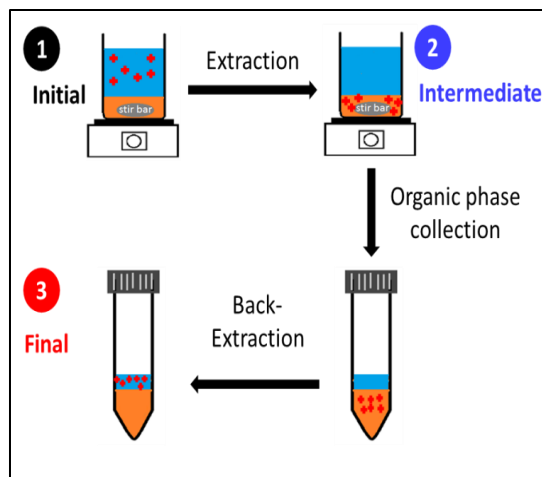 1
Initial
stir bar
Extraction
2
Intermediate
stir bar
Organic phase
collection
3
Final
Back-
Extraction